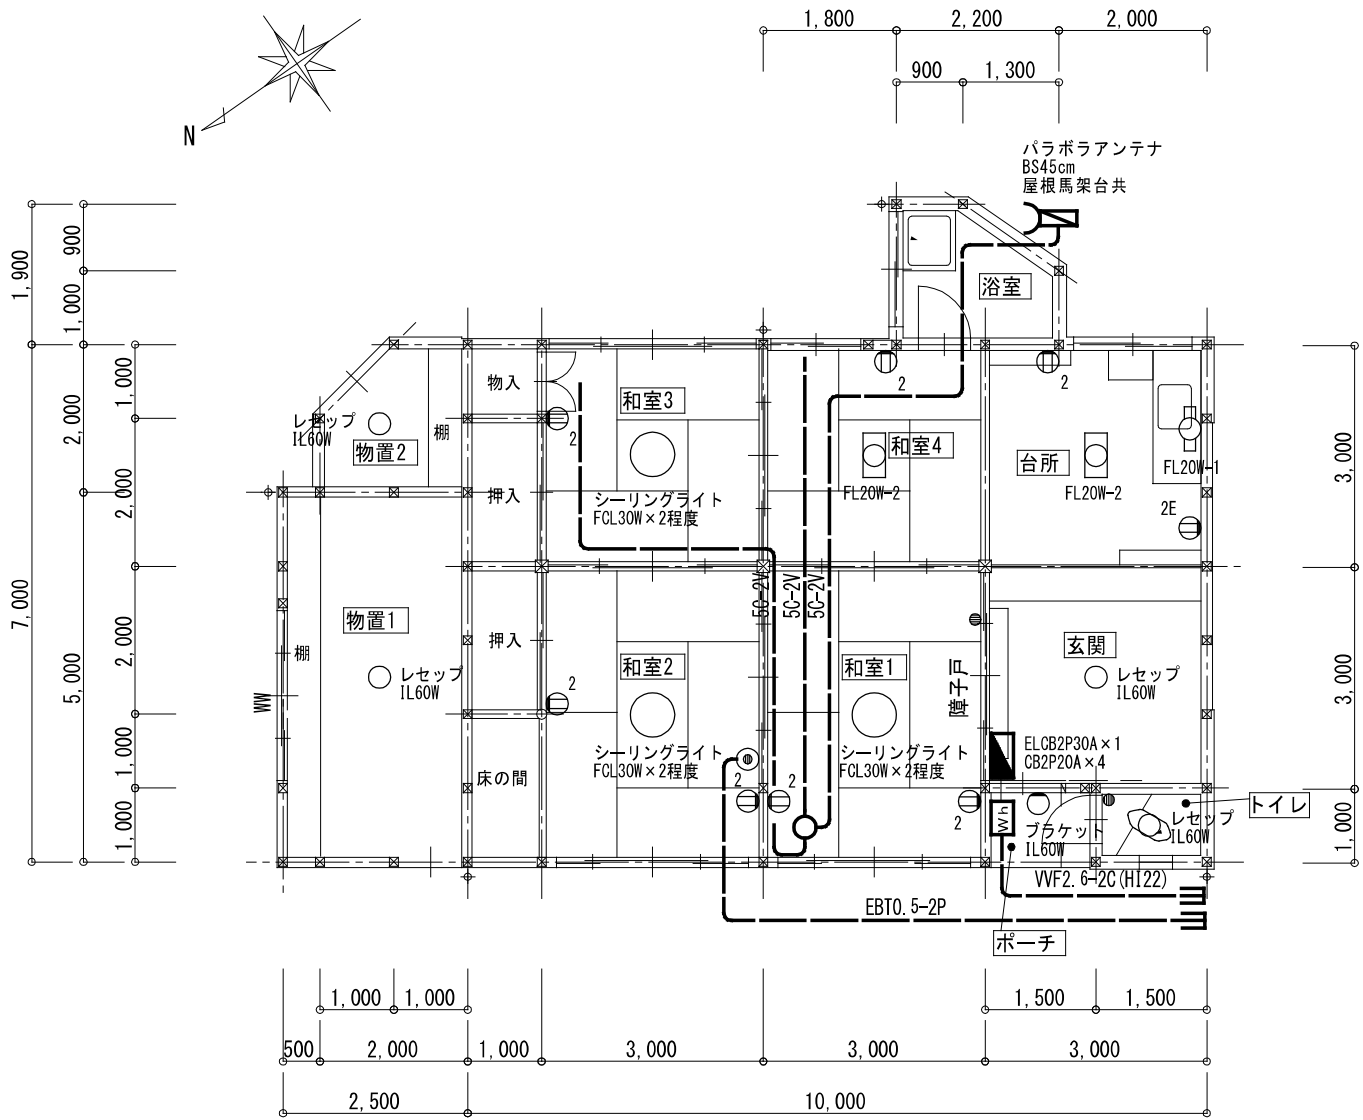 1,800
2,200
2,000
900
1,300
N
パラボラアンテナ
BS45cm
屋根馬架台共
1,900
900
1,000
7,000
2,000
5,000
1,000
2,000
2,000
1,000
1,000
3,000
3,000
1,000
浴室
物入
和室3
2
2
2
和室4
台所
レセップ
IL60W
物置2
棚
押入
シーリングライト
FCL30W×2程度
FL20W-2
FL20W-2
FL20W-1
2E
5C-2V
5C-2V
5C-2V
物置1
棚
WW
レセップ
IL60W
押入
和室2
2
和室1
障子戸
玄関
レセップ
IL60W
シーリングライト
FCL30W×2程度
シーリングライト
FCL30W×2程度
ELCB2P30A×1
CB2P20A×4
床の間
2
2
2
Wh
ブラケット
IL60W
レセップ
IL60W
トイレ
VVF2.6-2C(HI22)
EBT0.5-2P
ポーチ
1,000
1,000
1,500
1,500
500
2,000
1,000
3,000
3,000
3,000
2,500
10,000